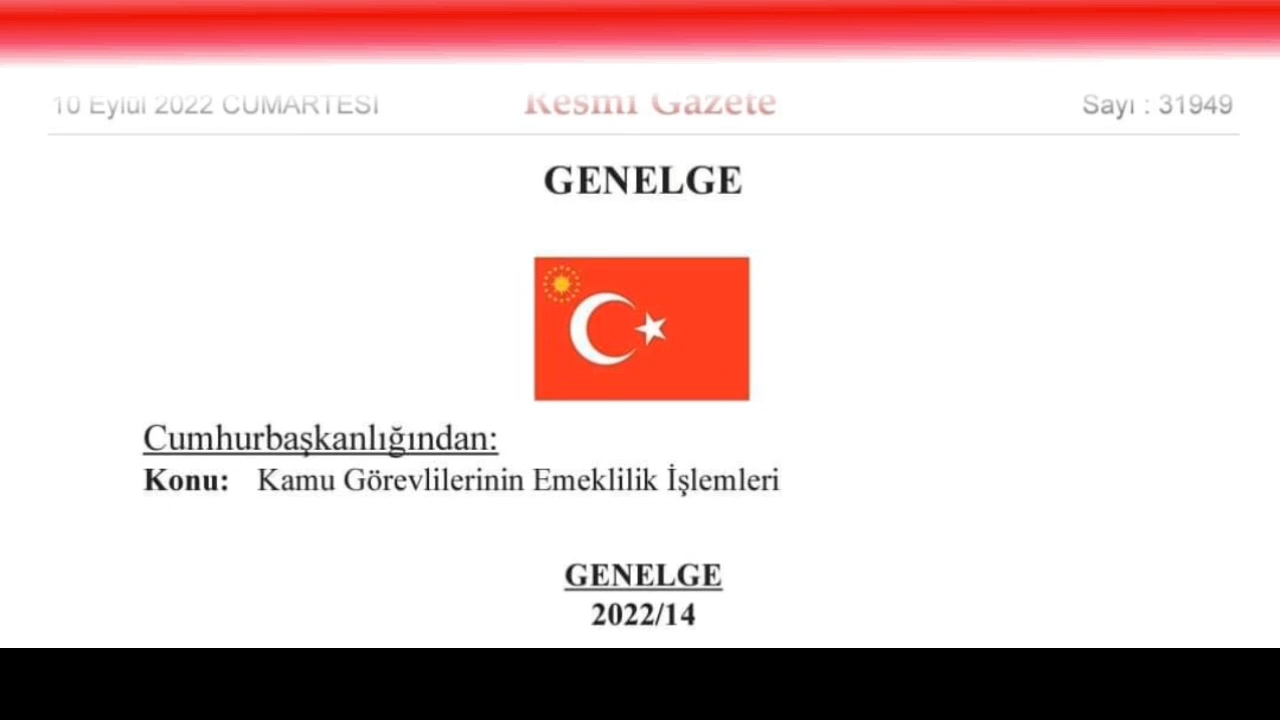 10 Eylül 2022 CUMARTESİ Resmî Gazete Sayı : 31949
GENELGE
Cumhurbaşkanlığından:
Konu: Kamu Görevlilerinin Emeklilik İşlemleri
GENELGE
2022/14